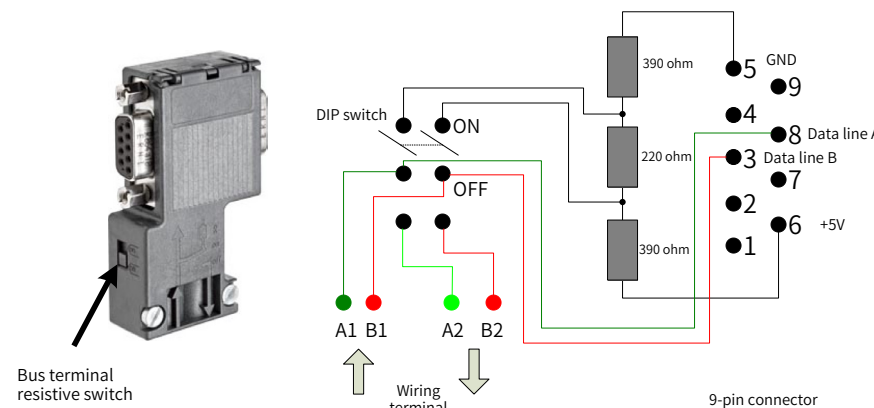 DIP switch
ON
OFF
A1 B1 A2 B2
Wiring
terminal
Bus terminal
resistive switch
390 ohm
220 ohm
390 ohm
5 GND
9
4
8 Data line A
3 Data line B
7
2
6 +5V
1
9-pin connector